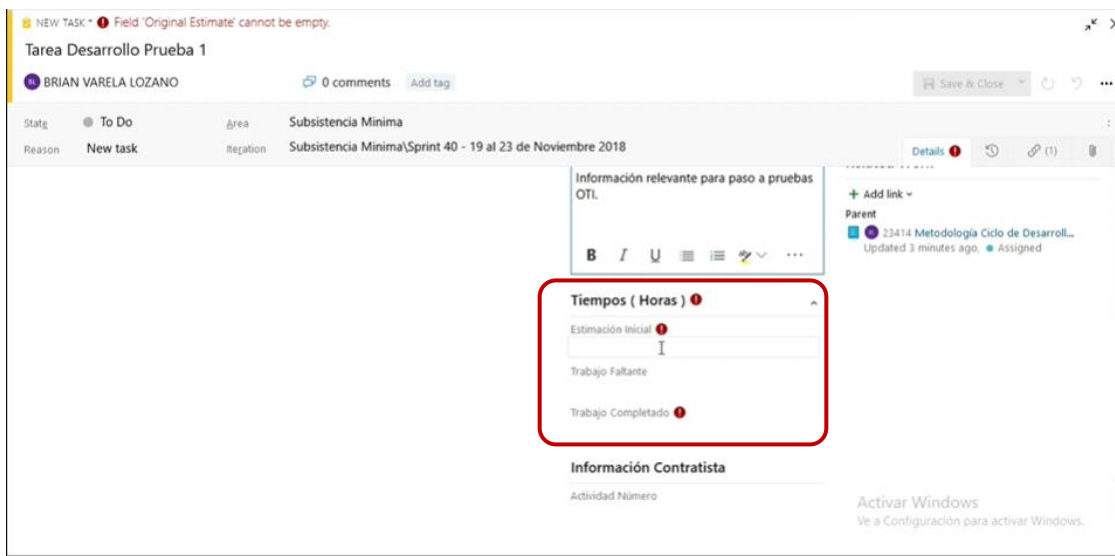 NEW TASK * Field 'Original Estimate' cannot be empty.
Tarea Desarrollo Prueba 1
BRIAN VARELA LOZANO 0 comments Add tag Save & Close
State To Do Area Subsistencia Minima
Reason New task Iteration Subsistencia Minima\Sprint 40 - 19 al 23 de Noviembre 2018
Details (1)
Información relevante para paso a pruebas
OTI.
B I U
Add link
Parent
23414 Metodología Ciclo de Desarroll...
Updated 3 minutes ago, Assigned
Tiempos ( Horas )
Estimación Inicial
Trabajo Faltante
Trabajo Completado
Información Contratista
Actividad Número
Activar Windows
Ve a Configuración para activar Windows.